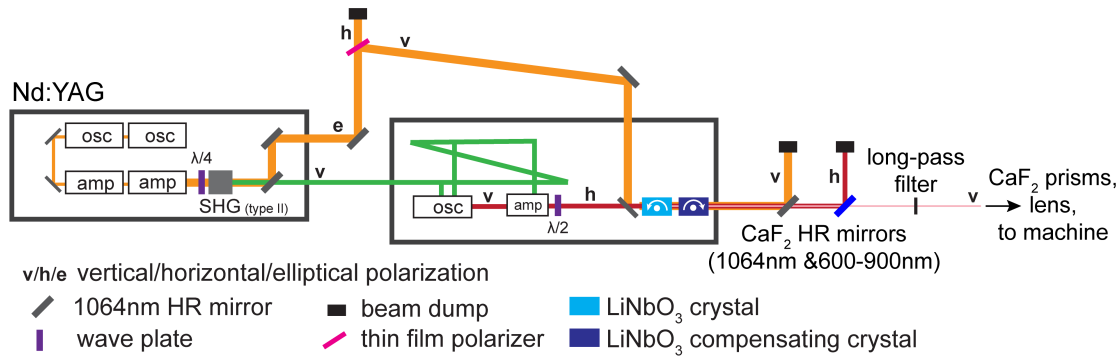 h
v
Nd:YAG
osc osc
e
λ/4
amp amp
v
SHG (type II)
osc
v
amp
h
λ/2
v
h
long-pass
filter
v
CaF2 prisms,
lens,
to machine
CaF2 HR mirrors
(1064nm &600-900nm)
v/h/e vertical/horizontal/elliptical polarization
1064nm HR mirror
beam dump
LiNbO3 crystal
wave plate
thin film polarizer
LiNbO3 compensating crystal